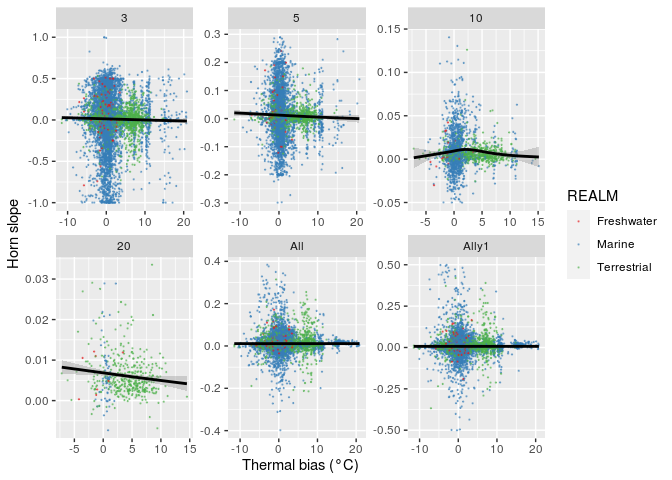 3 5 10
1.0
0.5
0.0
-0.5
-1.0
0.3
0.2
0.1
0.0
-0.1
-0.2
-0.3
0.15
0.10
0.05
0.00
-0.05
-10 0 10 20
-10 0 10 20
-5 0 5 10 15
20 All Ally1
0.03
0.02
0.01
0.00
0.4
0.2
0.0
-0.2
-0.4
0.50
0.25
0.00
-0.25
-0.50
-5 0 5 10 15
-10 0 10 20
-10 0 10 20
Horn slope
Thermal bias (°C)
REALM
Freshwater
Marine
Terrestrial